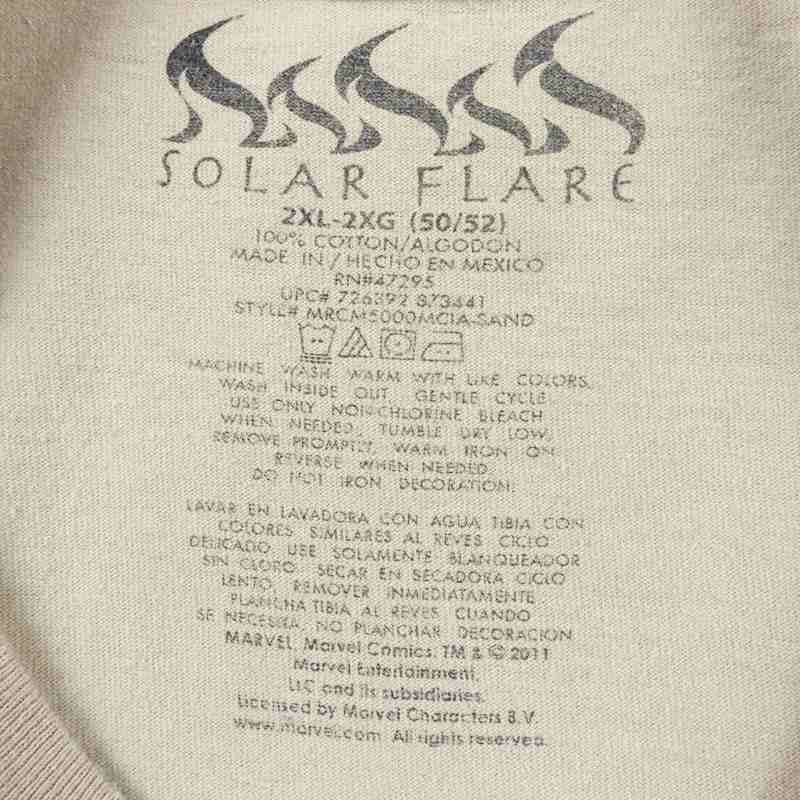 SOLAR FLARE
2XL-2XG (50/52)
100% COTTON/ALGODON
MADE IN / HECHO EN MEXICO
RN#47295
UPC# 726392 873441
STYLE# MRCM5000MCIA-SAND
MACHINE WASH WARM WITH LIKE COLORS.
WASH INSIDE OUT, GENTLE CYCLE
USE ONLY NON-CHLORINE BLEACH
WHEN NEEDED, TUMBLE DRY LOW,
REMOVE PROMPTLY, WARM IRON ON
REVERSE WHEN NEEDED.
DO NOT IRON DECORATION.
LAVAR EN LAVADORA CON AGUA TIBIA CON
COLORES SIMILARES AL REVES CICLO
DELICADO USE SOLAMENTE BLANQUEADOR
SIN CLORO, SECAR EN SECADORA CICLO
LENTO, REMOVER INMEDIATAMENTE
PLANCHA TIBIA AL REVES CUANDO
SE NECESITA, NO PLANCHAR DECORACION
MARVEL, Marvel Comics, TM & © 2011
Marvel Entertainment,
LLC and its subsidiaries.
Licensed by Marvel Characters B.V.
www.marvel.com All rights reserved.